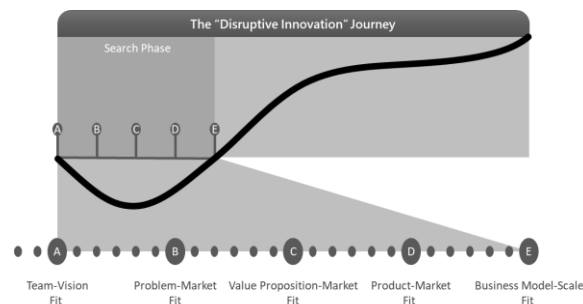 The "Disruptive Innovation" Journey
Search Phase
A B C D E
A B C D E
Team-Vision Problem-Market Value Proposition-Market Product-Market Business Model-Scale
Fit Fit Fit Fit Fit